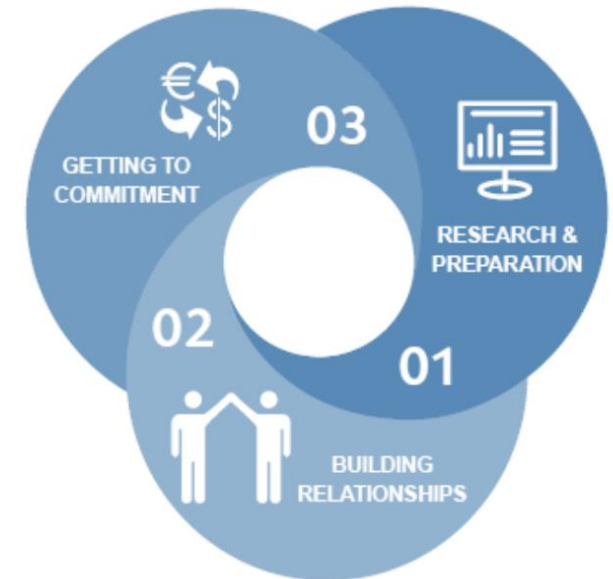 03
GETTING TO
COMMITMENT
RESEARCH &
PREPARATION
02
01
BUILDING
RELATIONSHIPS